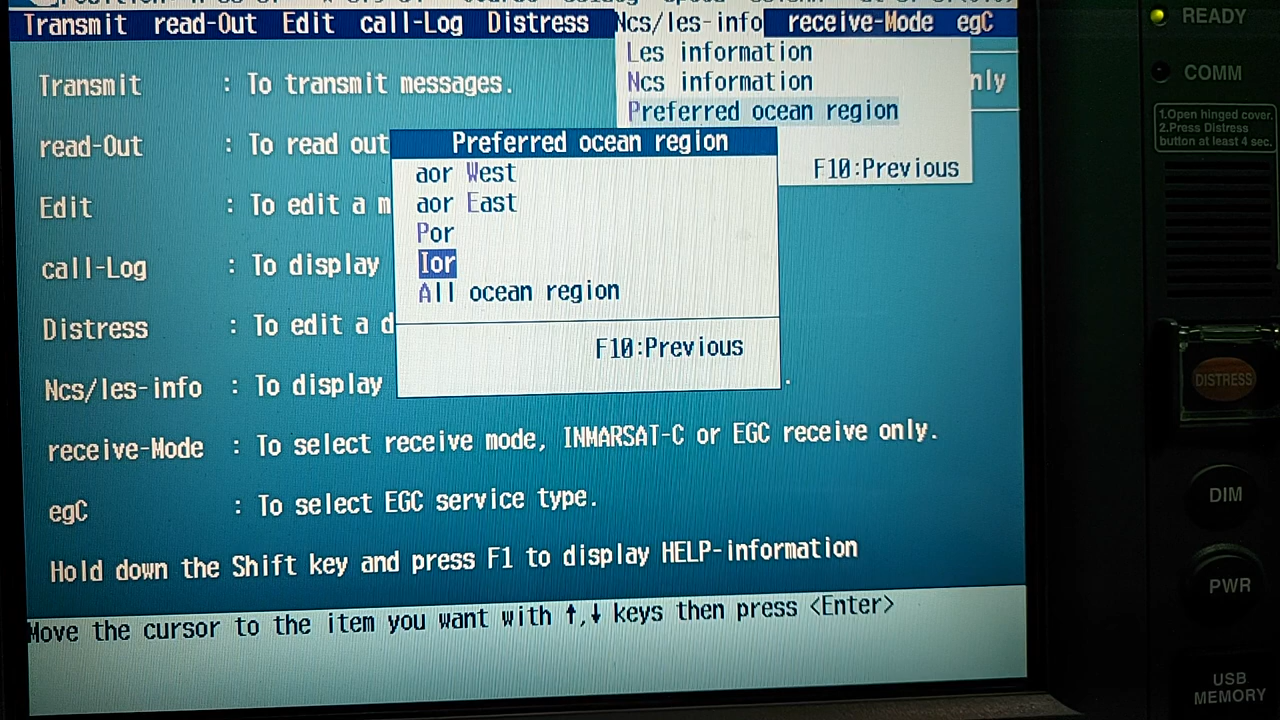 Transmit read-Out Edit call-Log Distress Ncs/les-info receive-Mode egC
Les information
Ncs information
Preferred ocean region
F10:Previous
Preferred ocean region
aor West
aor East
Por
Ior
All ocean region
F10:Previous
Transmit : To transmit messages.
nly
read-Out : To read out
Edit : To edit a m
call-Log : To display
Distress : To edit a d
Ncs/les-info : To display .
receive-Mode : To select receive mode, INMARSAT-C or EGC receive only.
egC : To select EGC service type.
Hold down the Shift key and press F1 to display HELP-information
Move the cursor to the item you want with ↑,↓ keys then press <Enter>
READY
COMM
1.Open hinged cover.
2.Press Distress
button at least 4 sec.
DISTRESS
DIM
PWR
USB
MEMORY